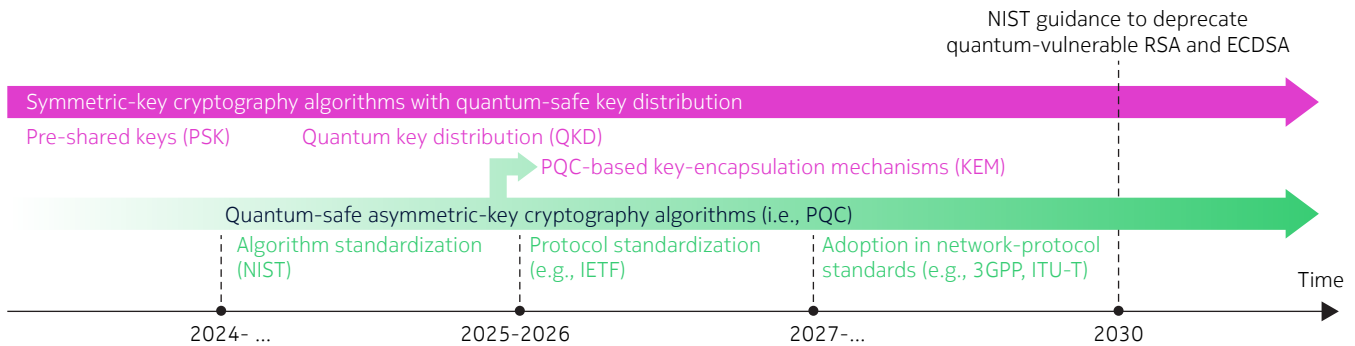 NIST guidance to deprecate
quantum-vulnerable RSA and ECDSA
Symmetric-key cryptography algorithms with quantum-safe key distribution
Pre-shared keys (PSK)
Quantum key distribution (QKD)
PQC-based key-encapsulation mechanisms (KEM)
Quantum-safe asymmetric-key cryptography algorithms (i.e., PQC)
Algorithm standardization
(NIST)
Protocol standardization
(e.g., IETF)
Adoption in network-protocol
standards (e.g., 3GPP, ITU-T)
Time
2024- ...
2025-2026
2027-...
2030